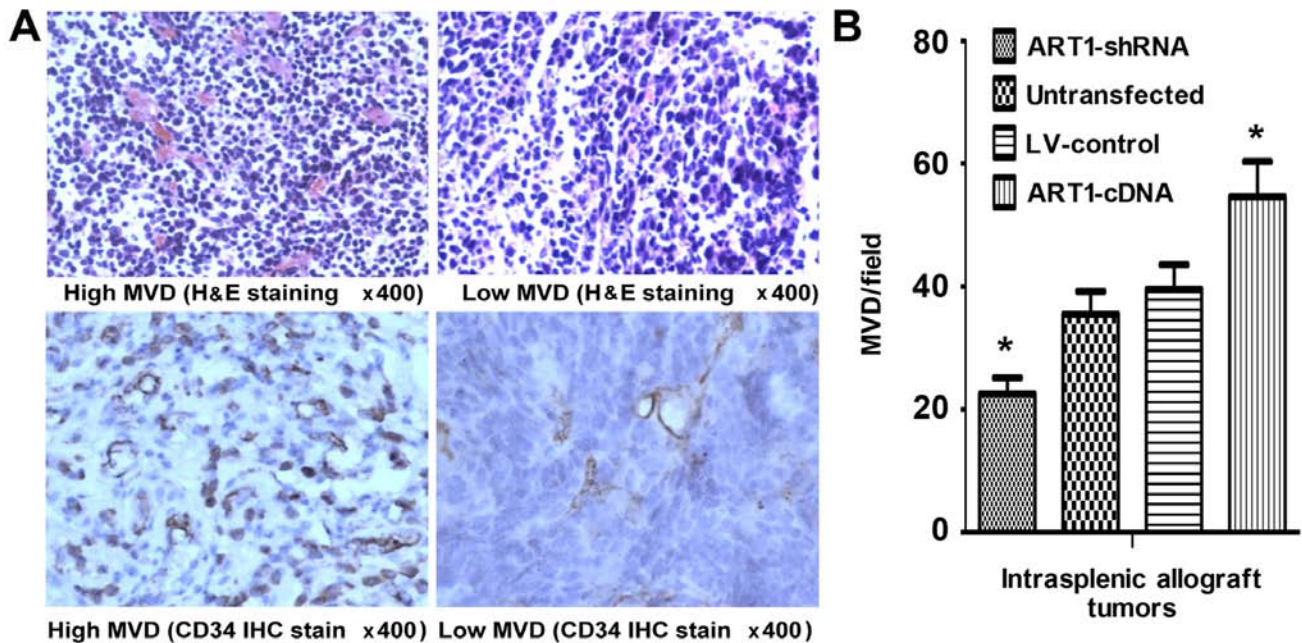 A
High MVD (H&E staining x400)
Low MVD (H&E staining x400)
High MVD (CD34 IHC stain x400)
Low MVD (CD34 IHC stain x400)
B
80
60
40
20
0
MVD/field
ART1-shRNA
Untransfected
LV-control
ART1-cDNA
*
*
Intrasplenic allograft
tumors